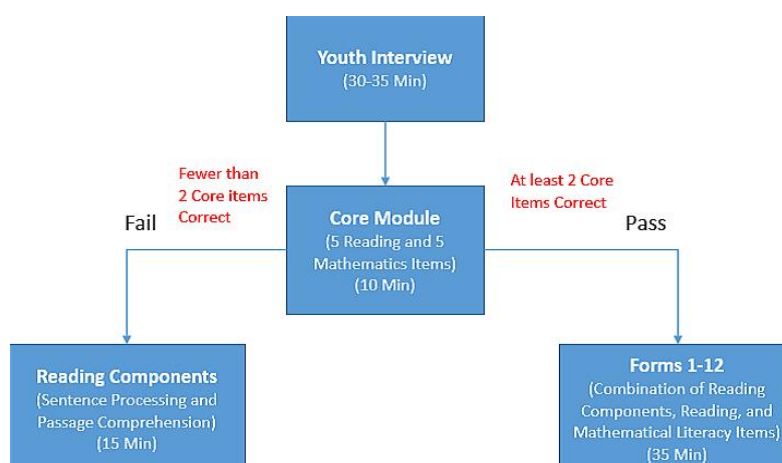 Youth Interview
(30-35 Min)
Fewer than
2 Core items
Correct
At least 2 Core
Items Correct
Fail
Pass
Core Module
(5 Reading and 5
Mathematics Items)
(10 Min)
Reading Components
(Sentence Processing and
Passage Comprehension)
(15 Min)
Forms 1-12
(Combination of Reading
Components, Reading, and
Mathematical Literacy Items)
(35 Min)